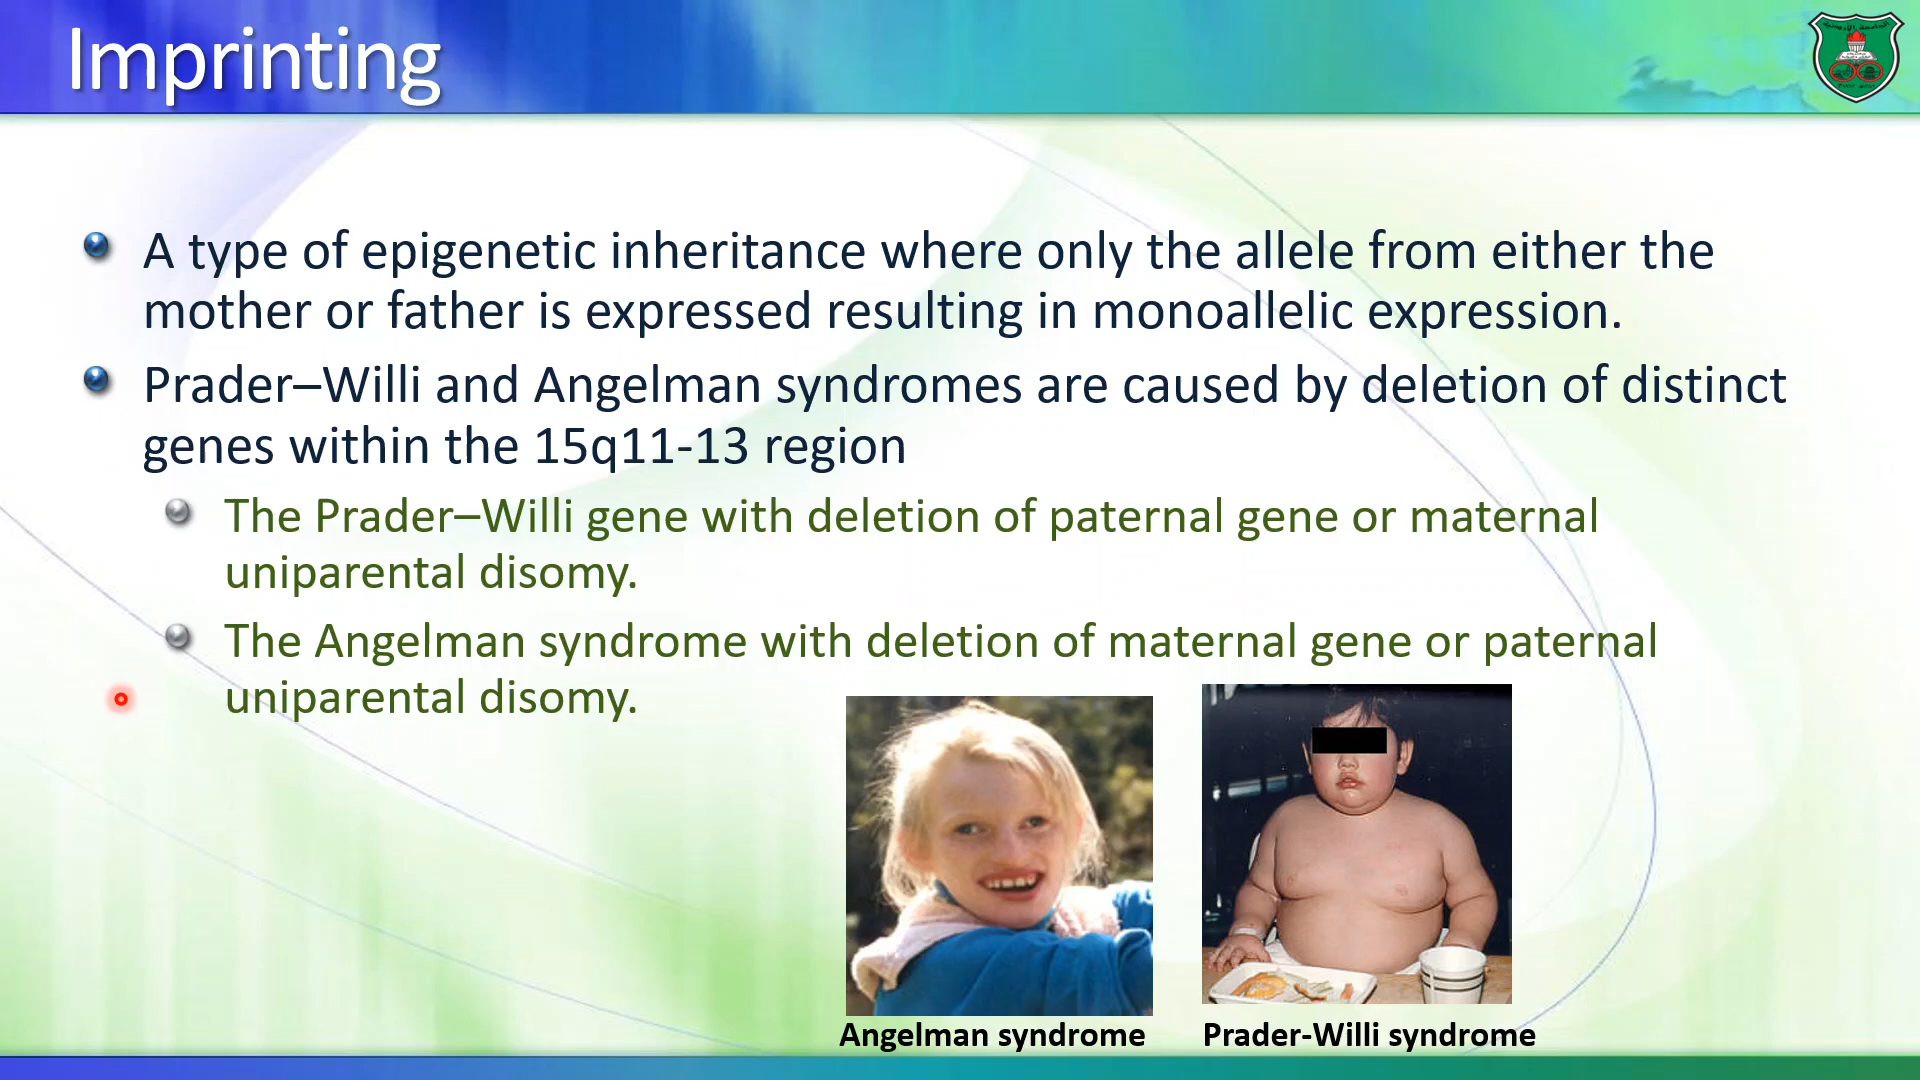 Imprinting
A type of epigenetic inheritance where only the allele from either the
mother or father is expressed resulting in monoallelic expression.
Prader–Willi and Angelman syndromes are caused by deletion of distinct
genes within the 15q11-13 region
The Prader–Willi gene with deletion of paternal gene or maternal
uniparental disomy.
The Angelman syndrome with deletion of maternal gene or paternal
uniparental disomy.
Angelman syndrome
Prader-Willi syndrome